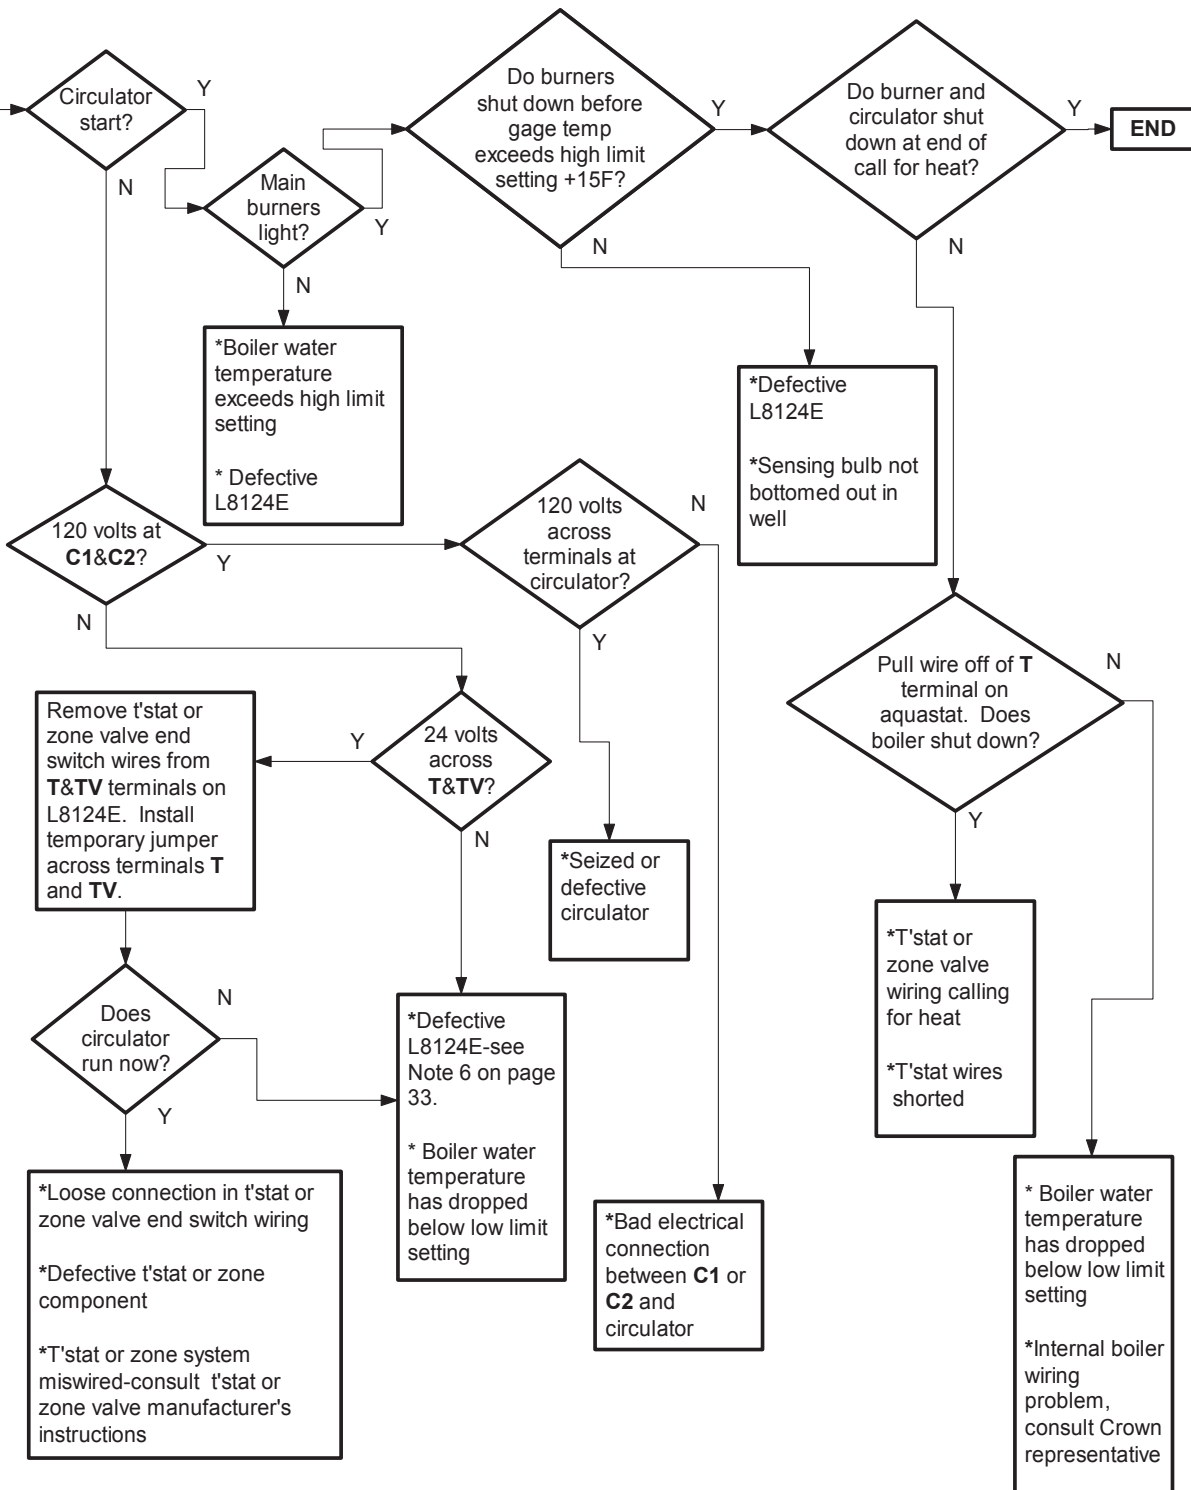 Circulator
start?
Y
N
Main
burners
light?
Y
N
Do burners
shut down before
gage temp
exceeds high limit
setting +15F?
Y
N
Do burner and
circulator shut
down at end of
call for heat?
Y
N
END
*Boiler water
temperature
exceeds high limit
setting
* Defective
L8124E
*Defective
L8124E
*Sensing bulb not
bottomed out in
well
120 volts at
C1&C2?
Y
N
120 volts
across
terminals at
circulator?
N
Y
Pull wire off of T
terminal on
aquastat. Does
boiler shut down?
N
Y
Remove t'stat or
zone valve end
switch wires from
T&TV terminals on
L8124E. Install
temporary jumper
across terminals T
and TV.
24 volts
across
T&TV?
Y
N
*Seized or
defective
circulator
*T'stat or
zone valve
wiring calling
for heat
*T'stat wires
shorted
Does
circulator
run now?
N
Y
*Defective
L8124E-see
Note 6 on page
33.
* Boiler water
temperature
has dropped
below low limit
setting
*Loose connection in t'stat or
zone valve end switch wiring
*Defective t'stat or zone
component
*T'stat or zone system
miswired-consult t'stat or
zone valve manufacturer's
instructions
*Bad electrical
connection
between C1 or
C2 and
circulator
* Boiler water
temperature
has dropped
below low limit
setting
*Internal boiler
wiring
problem,
consult Crown
representative